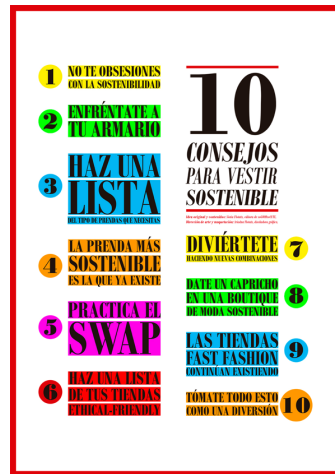 1
NO TE OBSESIONES
CON LA SOSTENIBILIDAD
2
ENFRÉNTATE A
TU ARMARIO
3
HAZ UNA
LISTA
DEL TIPO DE PRENDAS QUE NECESITAS
4
LA PRENDA MÁS
SOSTENIBLE
ES LA QUE YA EXISTE
5
PRACTICA EL
SWAP
6
HAZ UNA LISTA
DE TUS TIENDAS
ETHICAL-FRIENDLY
10
CONSEJOS
PARA VESTIR
SOSTENIBLE
DIVIÉRTETE
HACIENDO NUEVAS COMBINACIONES
7
DATE UN CAPRICHO
EN UNA BOUTIQUE
DE MODA SOSTENIBLE
8
LAS TIENDAS
FAST FASHION
CONTINÚAN EXISTIENDO
9
TÓMATE TODO ESTO
COMO UNA DIVERSIÓN
10